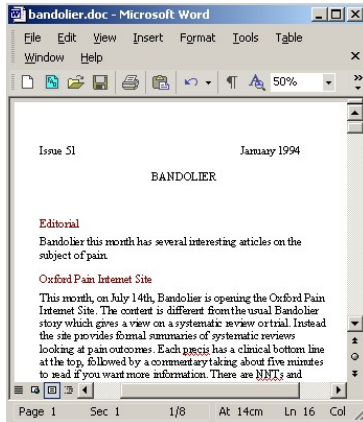 bandolier.doc - Microsoft Word
File Edit View Insert Format Tools Table
Window Help
50%
Issue 51 January 1994
BANDOLIER
Editorial
Bandolier this month has several interesting articles on the
subject of pain.
Oxford Pain Internet Site
This month, on July 14th, Bandolier is opening the Oxford Pain
Internet Site. The content is different from the usual Bandolier
story which gives a view on a systematic review or trial. Instead
the site provides formal summaries of systematic reviews
looking at pain outcomes. Each precis has a clinical bottom line
at the top, followed by a commentary taking about five minutes
to read if you want more information. There are NNTs and
Page 1 Sec 1 1/8 At 14cm Ln 16 Col